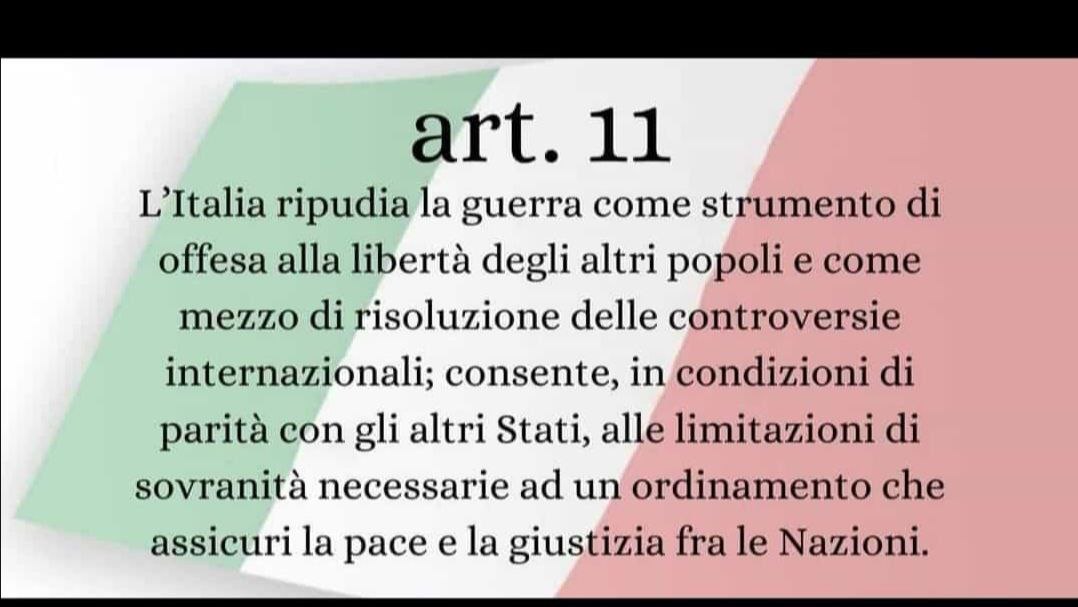 art. 11
L’Italia ripudia la guerra come strumento di
offesa alla libertà degli altri popoli e come
mezzo di risoluzione delle controversie
internazionali; consente, in condizioni di
parità con gli altri Stati, alle limitazioni di
sovranità necessarie ad un ordinamento che
assicuri la pace e la giustizia fra le Nazioni.